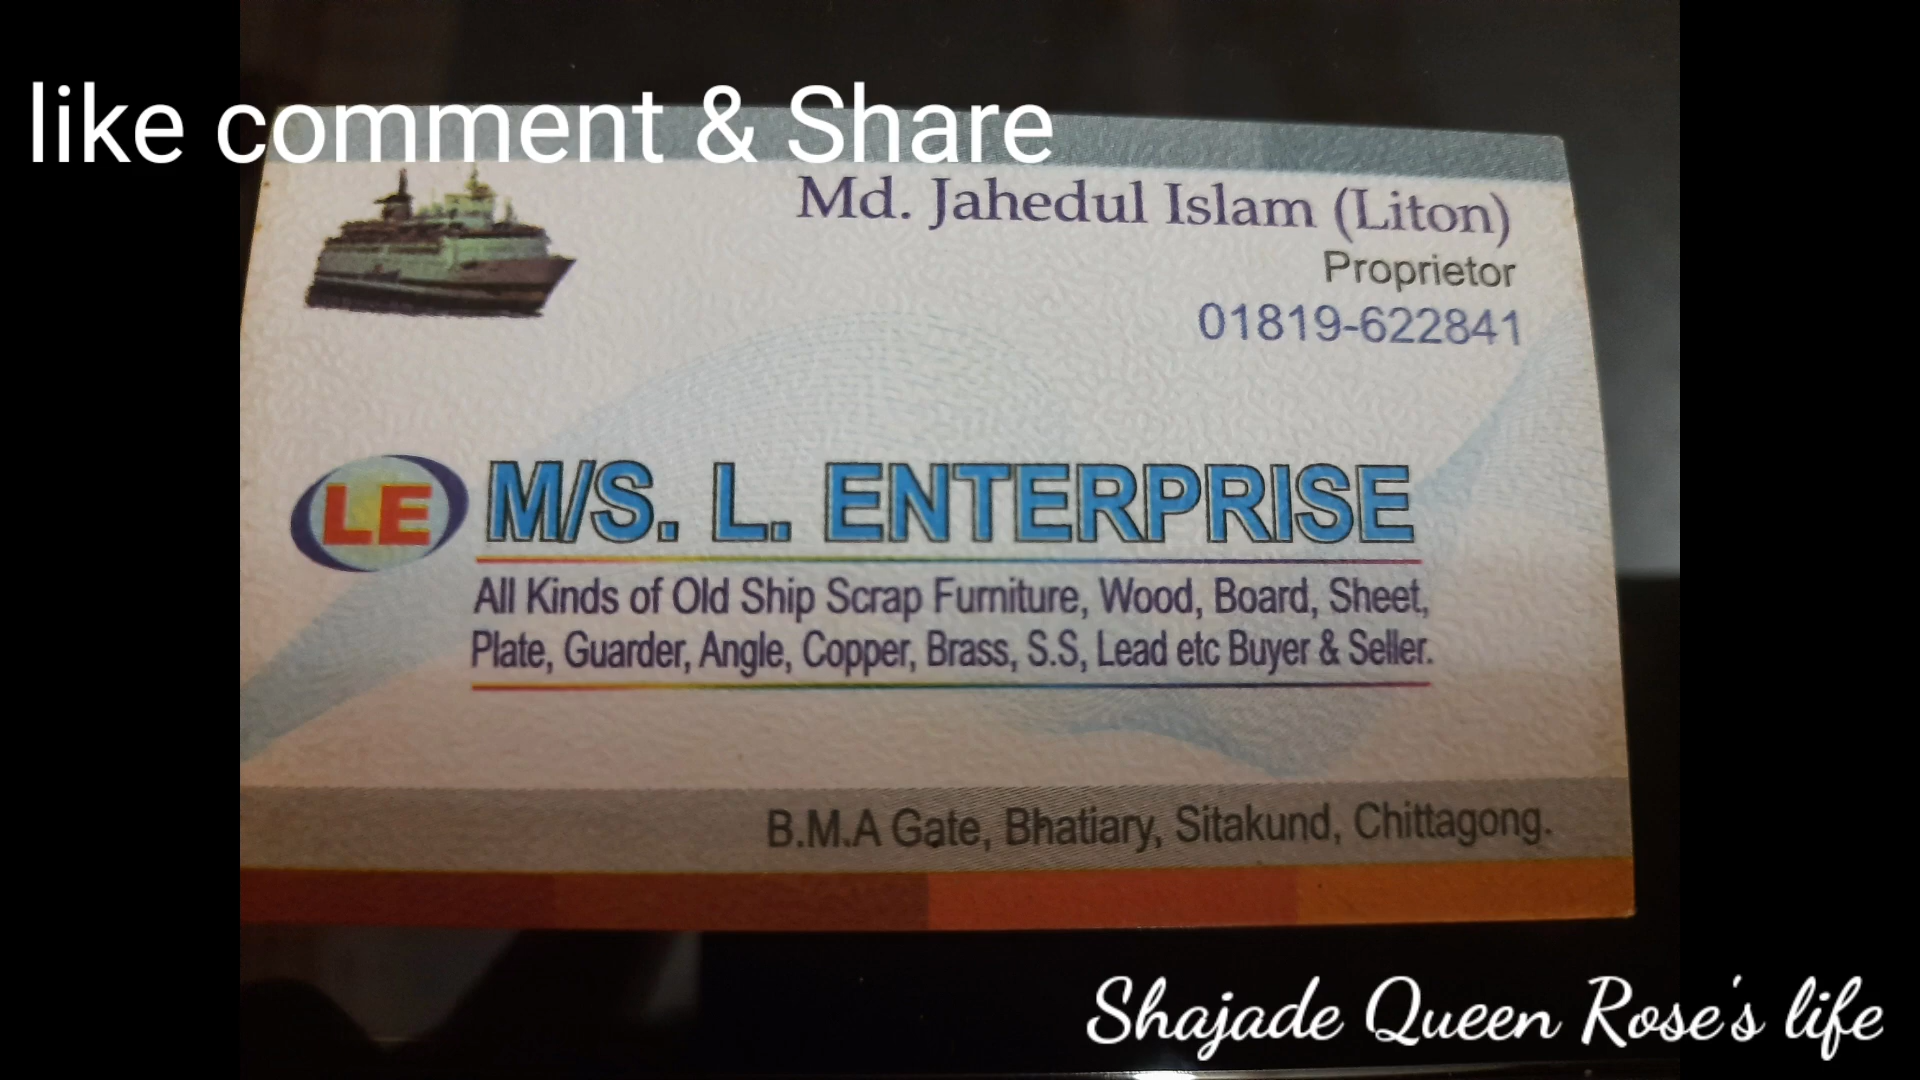 like comment & Share
Md. Jahedul Islam (Liton)
Proprietor
01819-622841
LE M/S. L. ENTERPRISE
All Kinds of Old Ship Scrap Furniture, Wood, Board, Sheet,
Plate, Guarder, Angle, Copper, Brass, S.S, Lead etc Buyer & Seller.
B.M.A Gate, Bhatiary, Sitakund, Chittagong.
Shajade Queen Rose's life